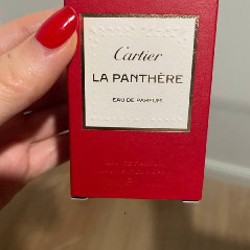 Cartier
LA PANTHÈRE
EAU DE PARFUM